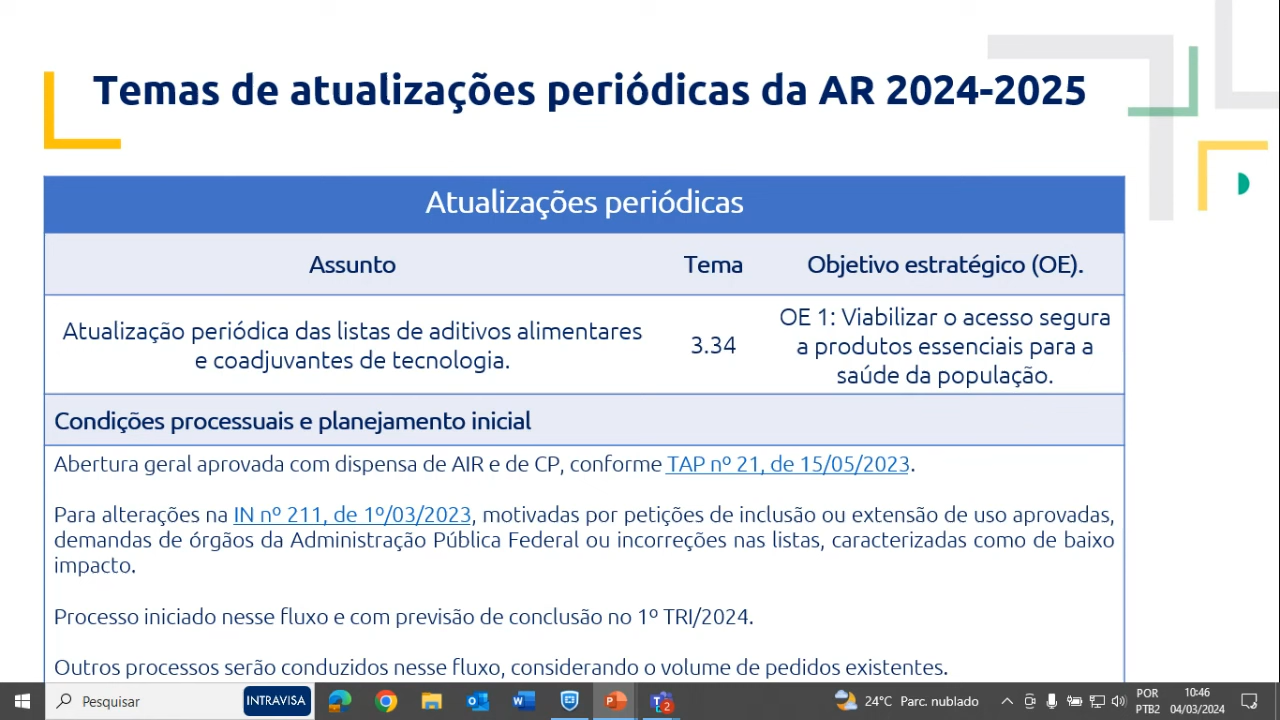 Temas de atualizações periódicas da AR 2024-2025
Atualizações periódicas
Assunto
Tema
Objetivo estratégico (OE).
Atualização periódica das listas de aditivos alimentares
e coadjuvantes de tecnologia.
3.34
OE 1: Viabilizar o acesso segura
a produtos essenciais para a
saúde da população.
Condições processuais e planejamento inicial
Abertura geral aprovada com dispensa de AIR e de CP, conforme TAP nº 21, de 15/05/2023.
Para alterações na IN nº 211, de 1º/03/2023, motivadas por petições de inclusão ou extensão de uso aprovadas,
demandas de órgãos da Administração Pública Federal ou incorreções nas listas, caracterizadas como de baixo
impacto.
Processo iniciado nesse fluxo e com previsão de conclusão no 1º TRI/2024.
Outros processos serão conduzidos nesse fluxo, considerando o volume de pedidos existentes.
Pesquisar
INTRAVISA
24°C Parc. nublado
POR
PTB2
10:46
04/03/2024